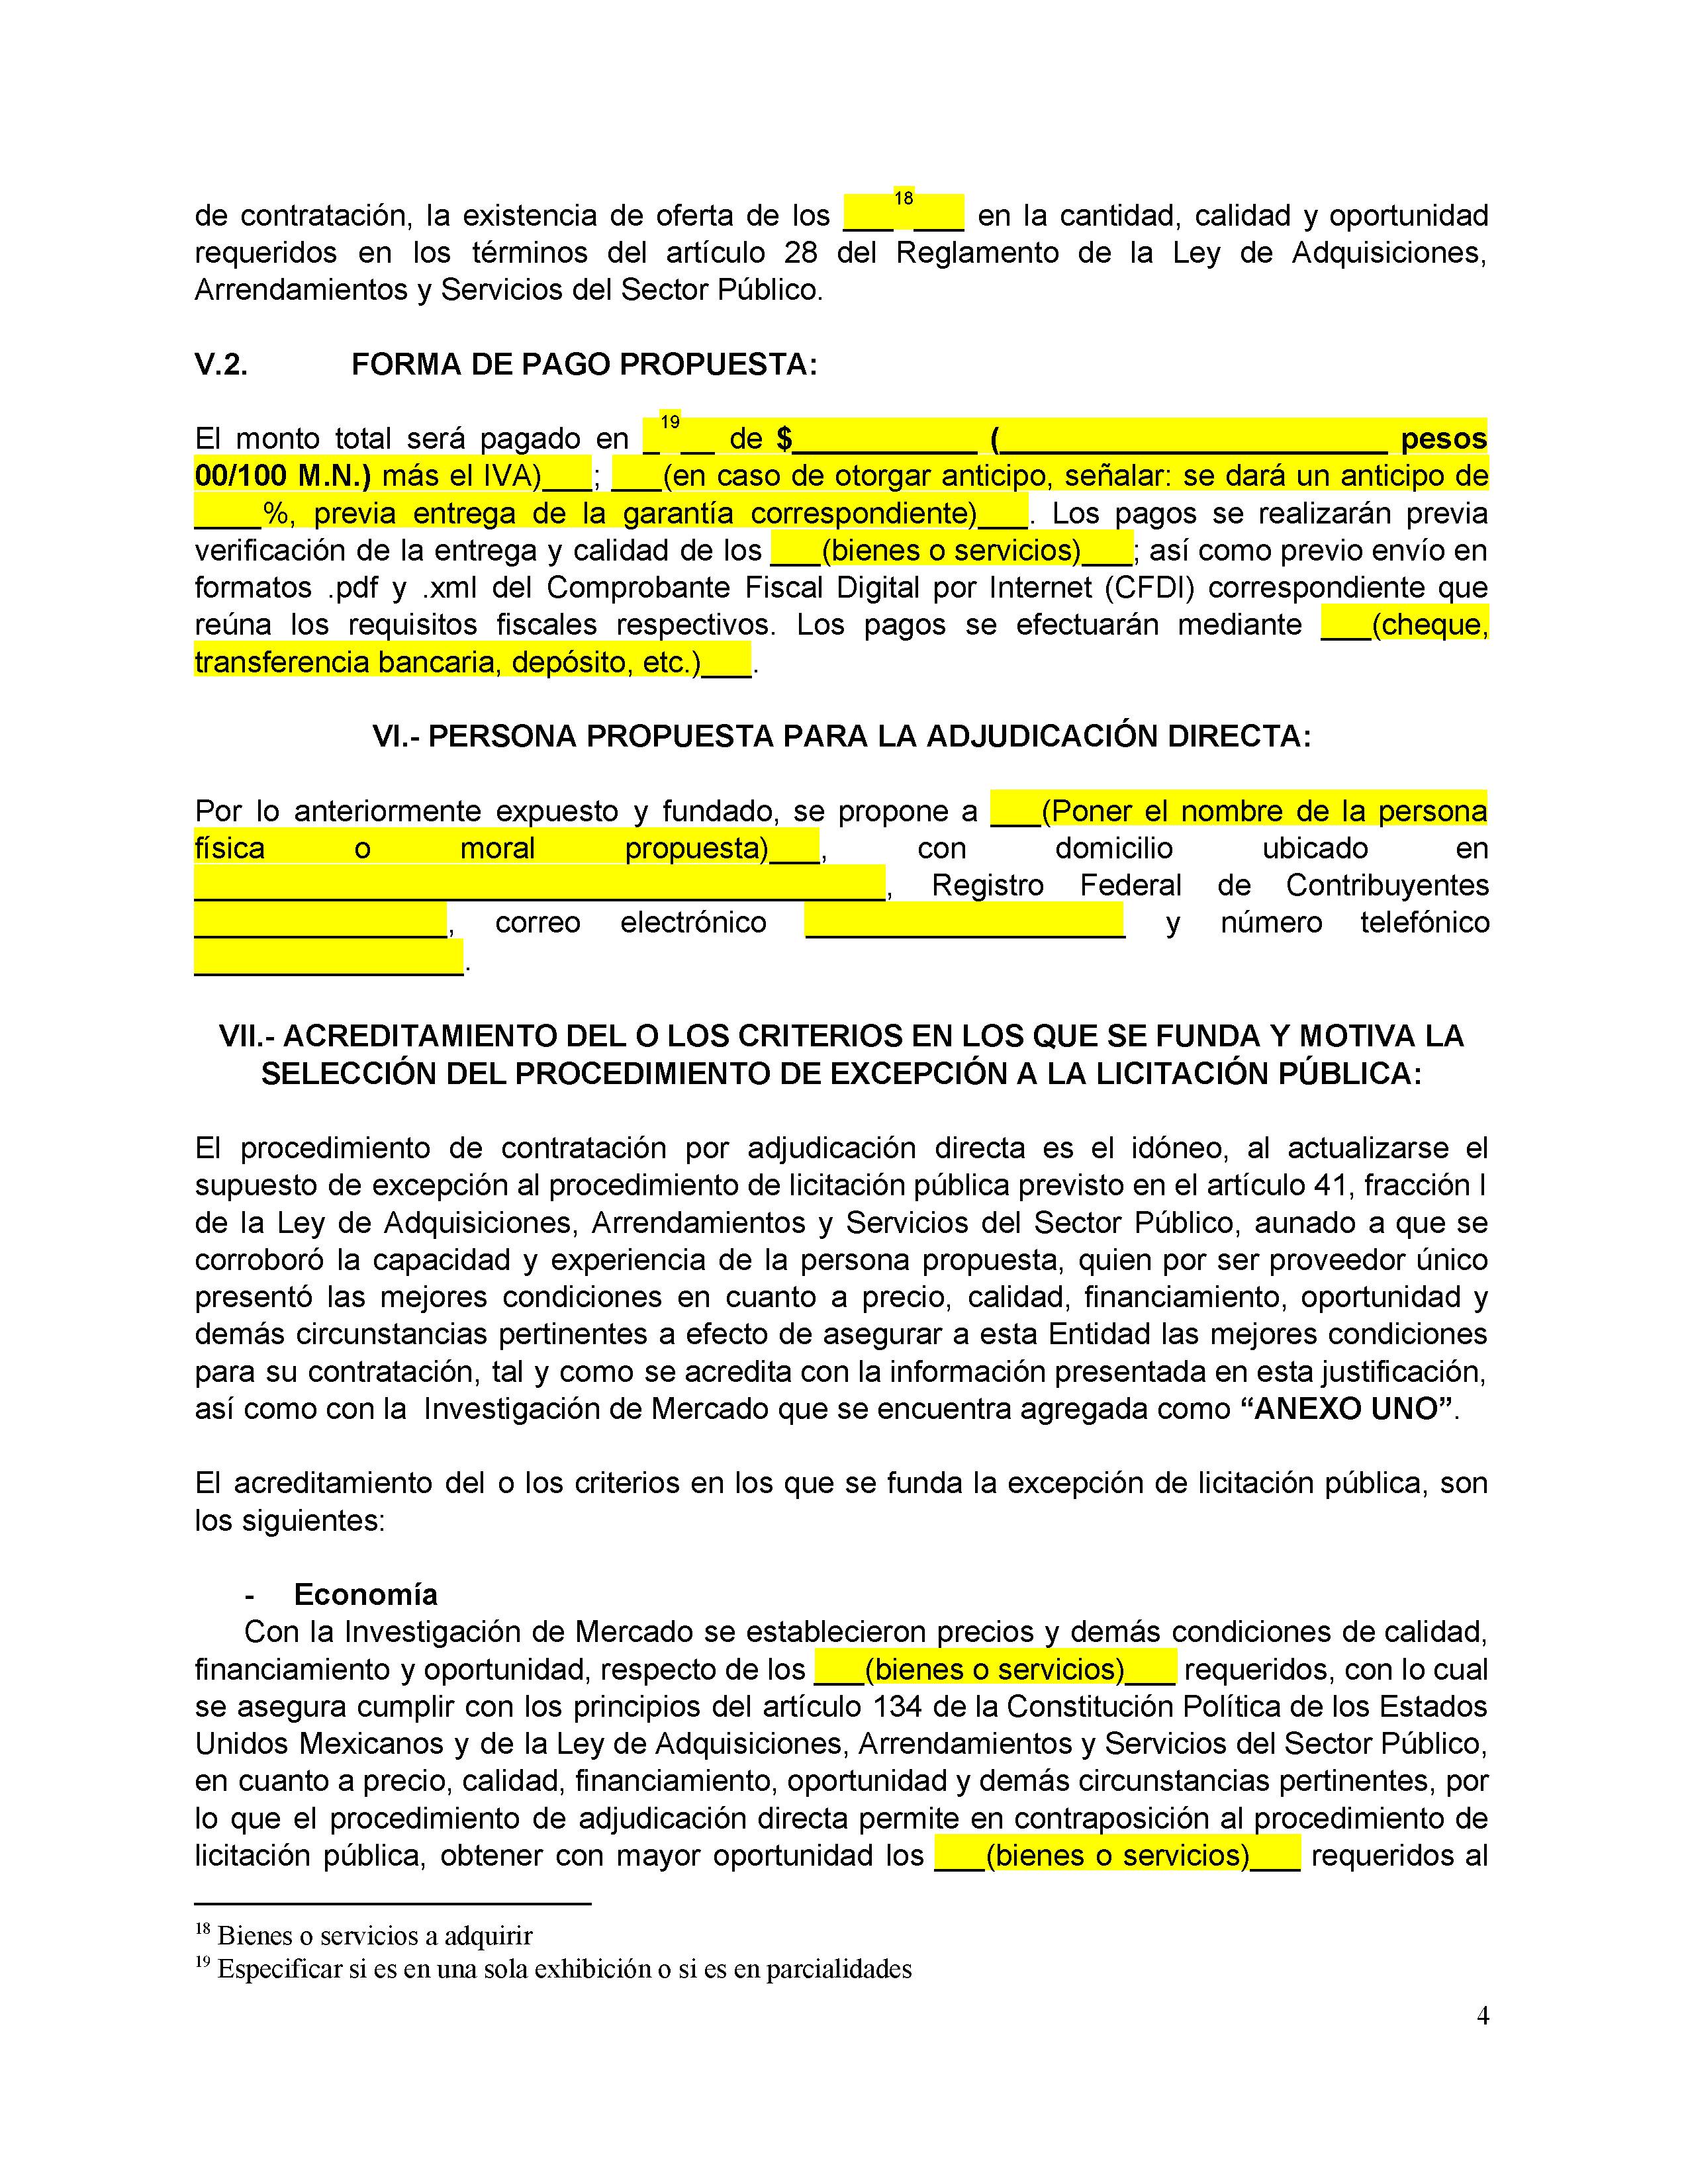 de contratación, la existencia de oferta de los ___18___ en la cantidad, calidad y oportunidad
requeridos en los términos del artículo 28 del Reglamento de la Ley de Adquisiciones,
Arrendamientos y Servicios del Sector Público.
V.2. FORMA DE PAGO PROPUESTA:
El monto total será pagado en _19__ de $___________ (_______________________ pesos
00/100 M.N.) más el IVA)___; ___(en caso de otorgar anticipo, señalar: se dará un anticipo de
____%, previa entrega de la garantía correspondiente)___. Los pagos se realizarán previa
verificación de la entrega y calidad de los ___(bienes o servicios)___; así como previo envío en
formatos .pdf y .xml del Comprobante Fiscal Digital por Internet (CFDI) correspondiente que
reúna los requisitos fiscales respectivos. Los pagos se efectuarán mediante ___(cheque,
transferencia bancaria, depósito, etc.)___.
VI.- PERSONA PROPUESTA PARA LA ADJUDICACIÓN DIRECTA:
Por lo anteriormente expuesto y fundado, se propone a ___(Poner el nombre de la persona
física o moral propuesta)___, con domicilio ubicado en
_________________________________________, Registro Federal de Contribuyentes
_______________, correo electrónico ___________________ y número telefónico
________________.
VII.- ACREDITAMIENTO DEL O LOS CRITERIOS EN LOS QUE SE FUNDA Y MOTIVA LA
SELECCIÓN DEL PROCEDIMIENTO DE EXCEPCIÓN A LA LICITACIÓN PÚBLICA:
El procedimiento de contratación por adjudicación directa es el idóneo, al actualizarse el
supuesto de excepción al procedimiento de licitación pública previsto en el artículo 41, fracción I
de la Ley de Adquisiciones, Arrendamientos y Servicios del Sector Público, aunado a que se
corroboró la capacidad y experiencia de la persona propuesta, quien por ser proveedor único
presentó las mejores condiciones en cuanto a precio, calidad, financiamiento, oportunidad y
demás circunstancias pertinentes a efecto de asegurar a esta Entidad las mejores condiciones
para su contratación, tal y como se acredita con la información presentada en esta justificación,
así como con la Investigación de Mercado que se encuentra agregada como “ANEXO UNO”.
El acreditamiento del o los criterios en los que se funda la excepción de licitación pública, son
los siguientes:
- Economía
Con la Investigación de Mercado se establecieron precios y demás condiciones de calidad,
financiamiento y oportunidad, respecto de los ___(bienes o servicios)___ requeridos, con lo cual
se asegura cumplir con los principios del artículo 134 de la Constitución Política de los Estados
Unidos Mexicanos y de la Ley de Adquisiciones, Arrendamientos y Servicios del Sector Público,
en cuanto a precio, calidad, financiamiento, oportunidad y demás circunstancias pertinentes, por
lo que el procedimiento de adjudicación directa permite en contraposición al procedimiento de
licitación pública, obtener con mayor oportunidad los ___(bienes o servicios)___ requeridos al
18 Bienes o servicios a adquirir
19 Especificar si es en una sola exhibición o si es en parcialidades
4